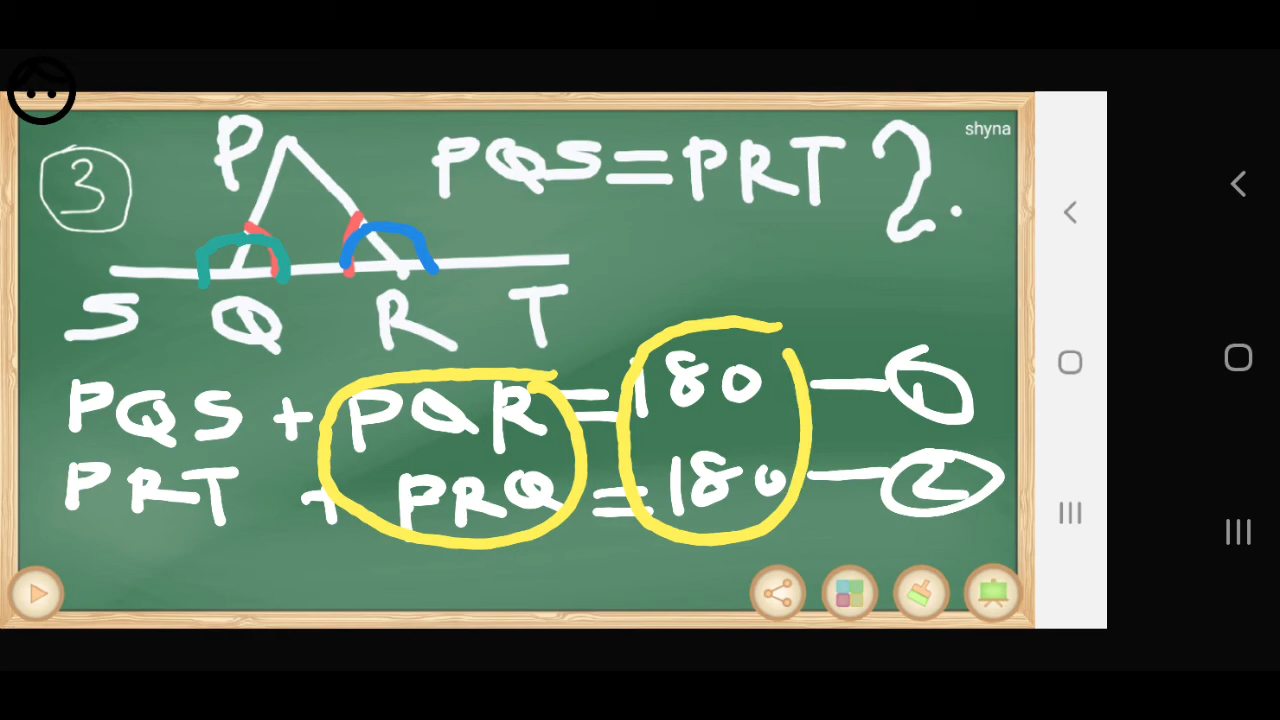 shyna
3
P
PQS = PRT ?
S Q R T
PQS + PQR = 180 — 1
PRT + PRQ = 180 — 2